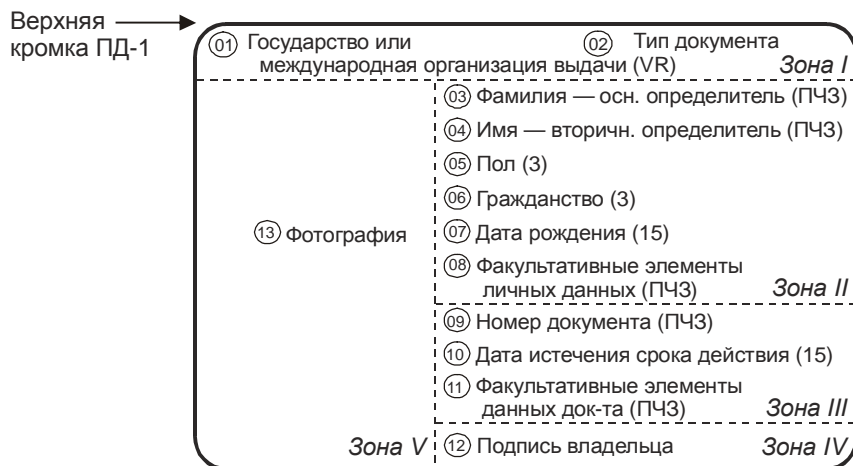 Верхняя
кромка ПД-1
01 Государство или
международная организация выдачи (VR)
02 Тип документа
Зона I
03 Фамилия — осн. определитель (ПЧЗ)
04 Имя — вторичн. определитель (ПЧЗ)
05 Пол (3)
06 Гражданство (3)
07 Дата рождения (15)
08 Факультативные элементы
личных данных (ПЧЗ)
Зона II
09 Номер документа (ПЧЗ)
10 Дата истечения срока действия (15)
11 Факультативные элементы
данных док-та (ПЧЗ)
Зона III
13 Фотография
Зона V
12 Подпись владельца
Зона IV